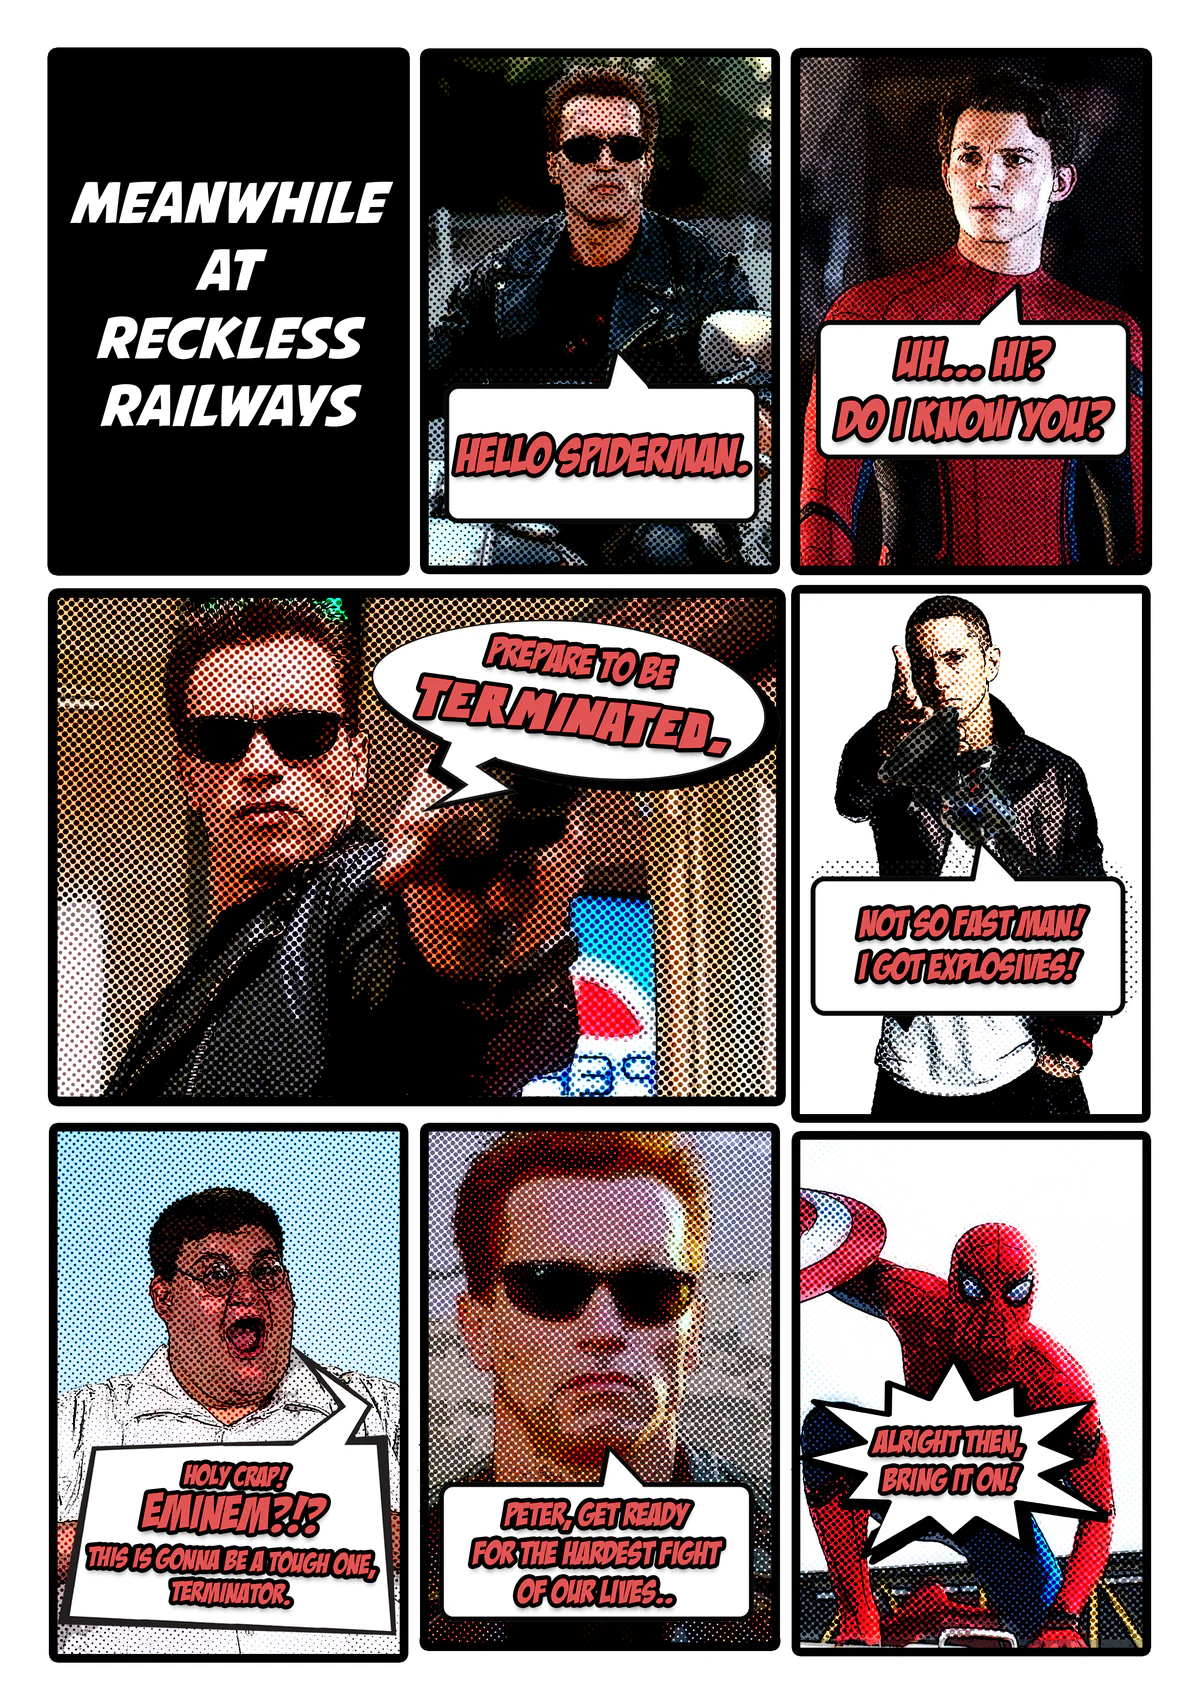 MEANWHILE
AT
RECKLESS
RAILWAYS
HELLO SPIDERMAN.
UH... HI?
DO I KNOW YOU?
PREPARE TO BE
TERMINATED.
NOT SO FAST MAN!
I GOT EXPLOSIVES!
HOLY CRAP!
EMINEM?!?
THIS IS GONNA BE A TOUGH ONE,
TERMINATOR.
PETER, GET READY
FOR THE HARDEST FIGHT
OF OUR LIVES..
ALRIGHT THEN,
BRING IT ON!